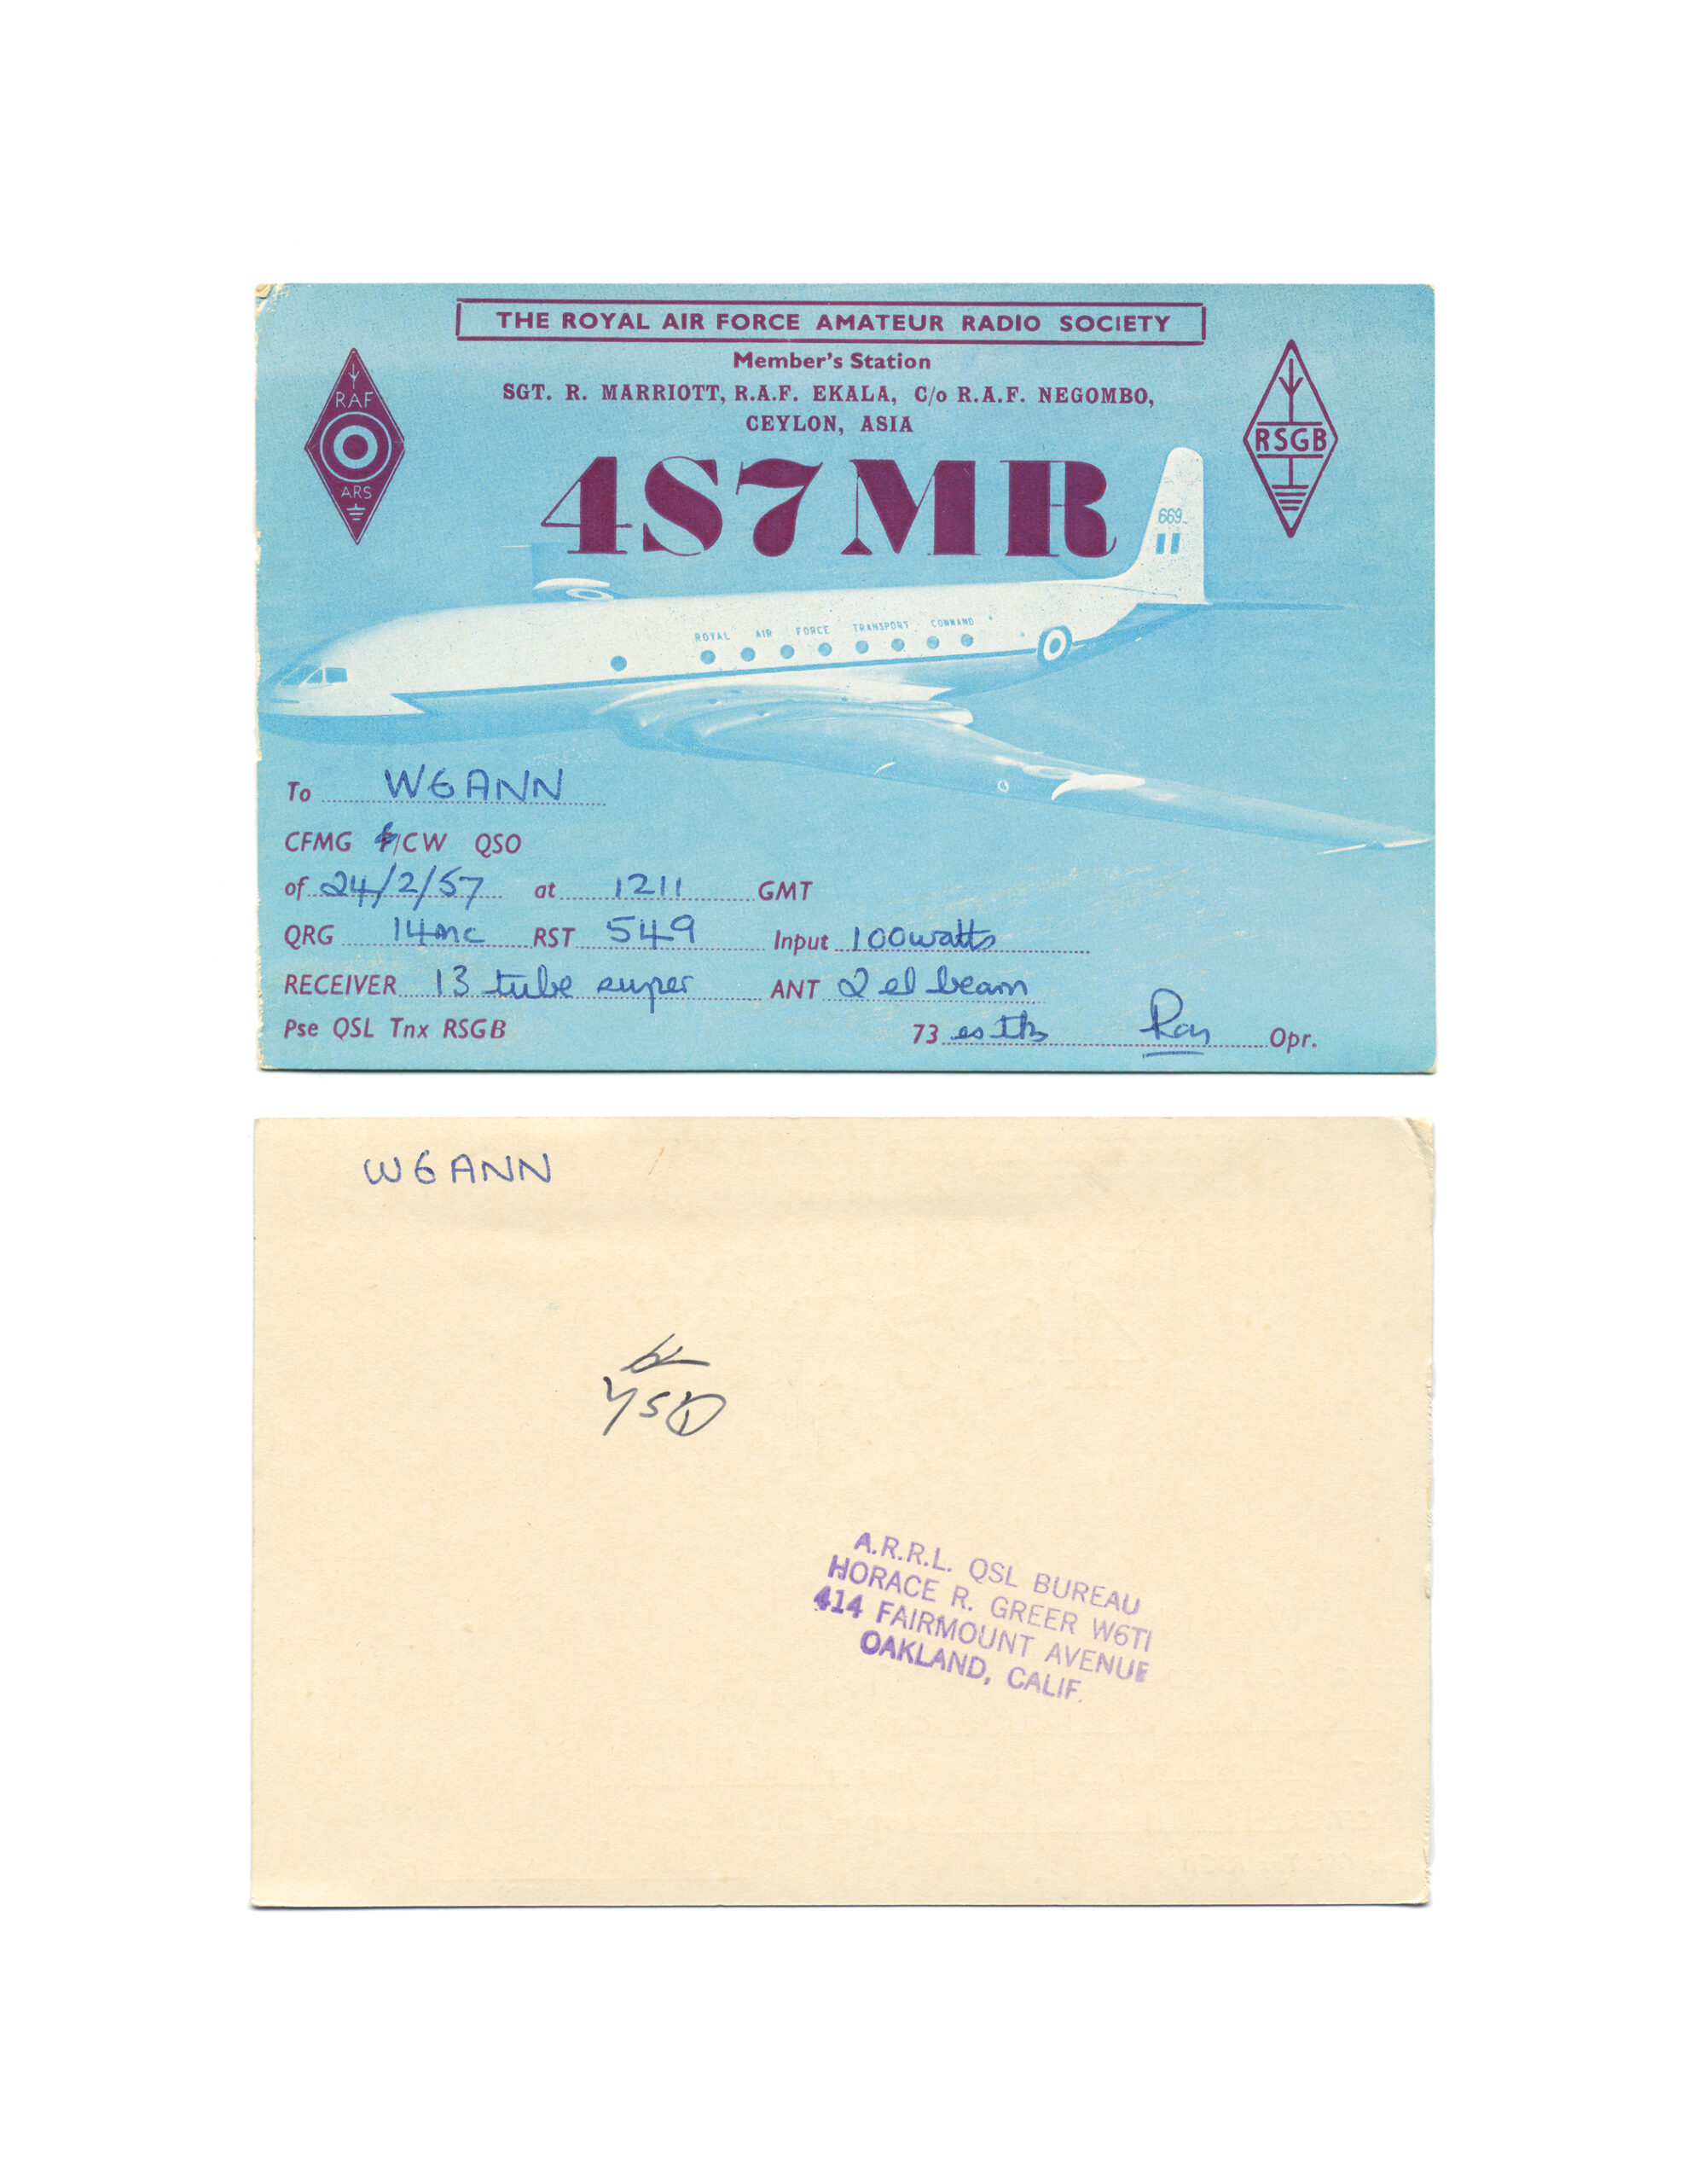 THE ROYAL AIR FORCE AMATEUR RADIO SOCIETY
Member's Station
SGT. R. MARRIOTT, R.A.F. EKALA, C/o R.A.F. NEGOMBO,
CEYLON, ASIA
RAF
ARS
RSGB
4S7MR
669
ROYAL AIR FORCE TRANSPORT COMMAND
To W6ANN
CFMG /CW QSO
of 24/2/57 at 1211 GMT
QRG 14mc RST 549 Input 100watts
RECEIVER 13 tube super ANT 2 el beam
Pse QSL Tnx RSGB 73 es Opr.
W6ANN
A.R.R.L. QSL BUREAU
HORACE R. GREER W6TI
414 FAIRMOUNT AVENUE
OAKLAND, CALIF.